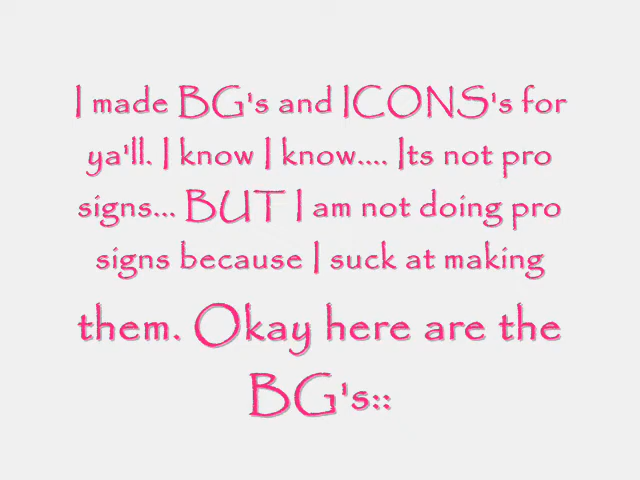 I made BG's and ICONS's for
ya'll. I know I know.... Its not pro
signs... BUT I am not doing pro
signs because I suck at making
them. Okay here are the
BG's::